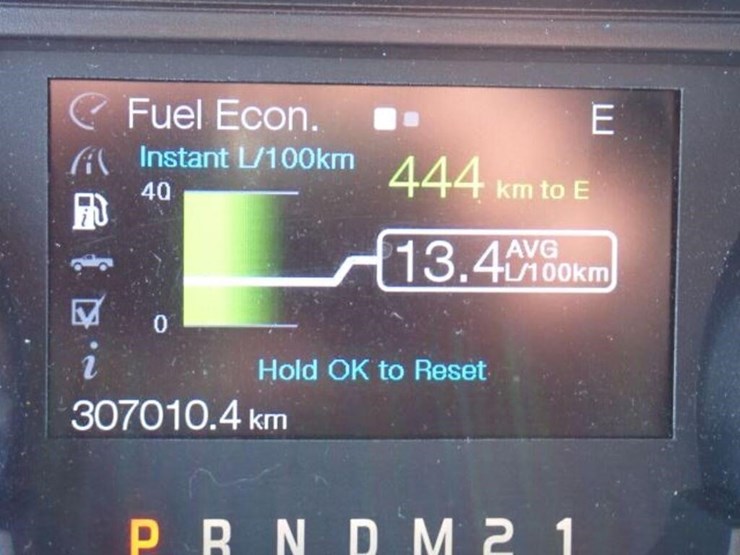 Fuel Econ.
E
Instant L/100km
444 km to E
40
13.4 AVG L/100km
0
Hold OK to Reset
307010.4 km
P R N D M 2 1